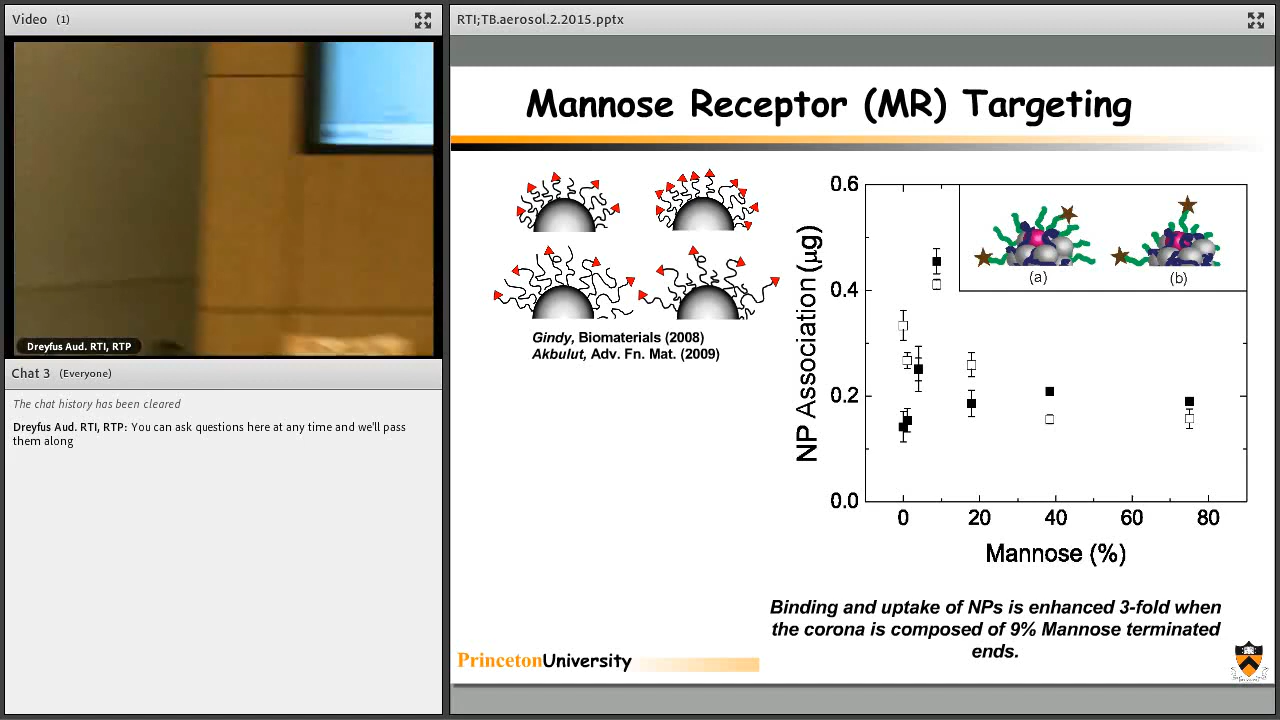 Video (1)
RTI;TB.aerosol.2.2015.pptx
Dreyfus Aud. RTI, RTP
Chat 3 (Everyone)
The chat history has been cleared
Dreyfus Aud. RTI, RTP: You can ask questions here at any time and we'll pass
them along
Mannose Receptor (MR) Targeting
Gindy, Biomaterials (2008)
Akbulut, Adv. Fn. Mat. (2009)
NP Association (μg)
0.6
0.4
0.2
0.0
(a)
(b)
0
20
40
60
80
Mannose (%)
Binding and uptake of NPs is enhanced 3-fold when
the corona is composed of 9% Mannose terminated
ends.
PrincetonUniversity